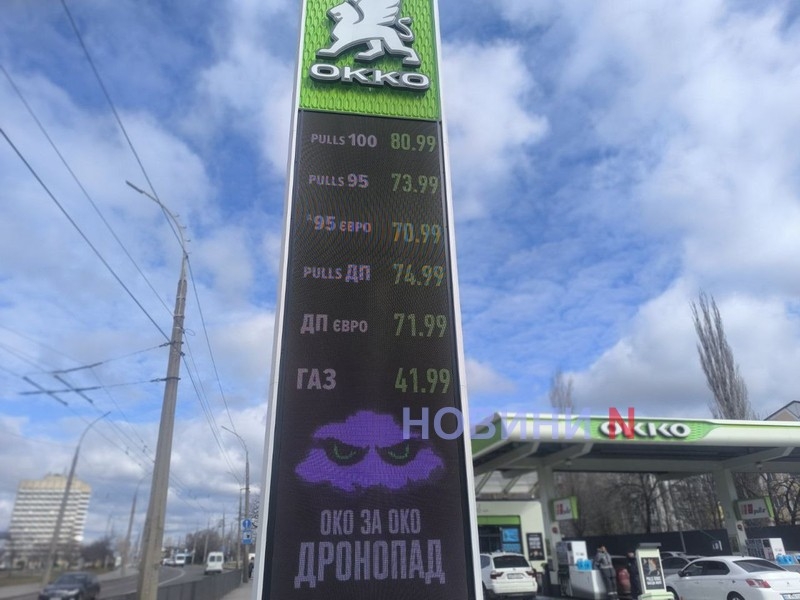 OKKO
PULLS 100 80.99
PULLS 95 73.99
А95 ЄВРО 70.99
PULLS ДП 74.99
ДП ЄВРО 71.99
ГАЗ 41.99
НОВИНИ N
OKKO
ОКО ЗА ОКО
ДРОНОПАД